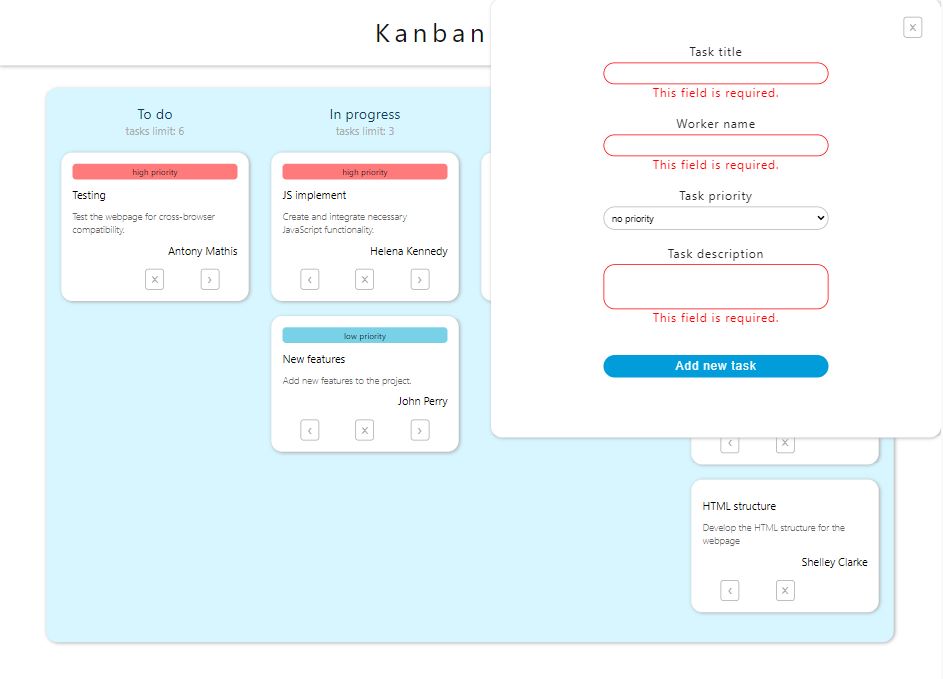 Kanban
To do
tasks limit: 6
high priority
Testing
Test the webpage for cross-browser
compatibility.
Antony Mathis
x
›
In progress
tasks limit: 3
high priority
JS implement
Create and integrate necessary
JavaScript functionality.
Helena Kennedy
‹
x
›
low priority
New features
Add new features to the project.
John Perry
‹
x
›
x
Task title
This field is required.
Worker name
This field is required.
Task priority
no priority
Task description
This field is required.
Add new task
‹
x
HTML structure
Develop the HTML structure for the
webpage
Shelley Clarke
‹
x